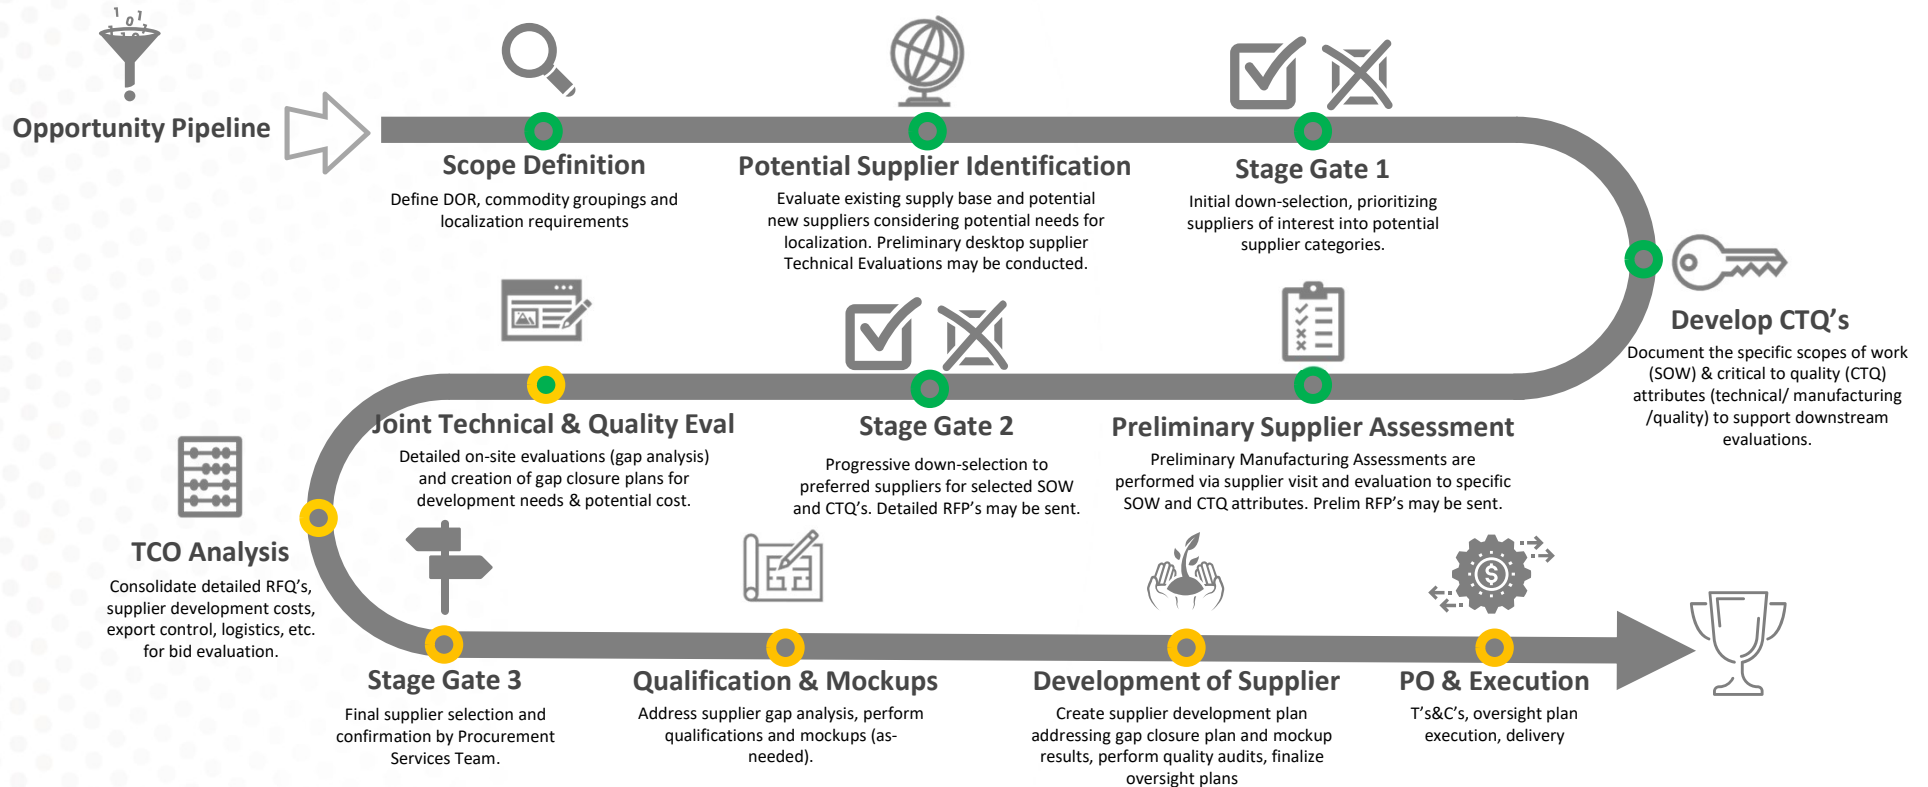 Opportunity Pipeline
Scope Definition
Define DOR, commodity groupings and
localization requirements
Potential Supplier Identification
Evaluate existing supply base and potential
new suppliers considering potential needs for
localization. Preliminary desktop supplier
Technical Evaluations may be conducted.
Stage Gate 1
Initial down-selection, prioritizing
suppliers of interest into potential
supplier categories.
Develop CTQ's
Document the specific scopes of work
(SOW) & critical to quality (CTQ)
attributes (technical/ manufacturing
/quality) to support downstream
evaluations.
Preliminary Supplier Assessment
Preliminary Manufacturing Assessments are
performed via supplier visit and evaluation to specific
SOW and CTQ attributes. Prelim RFP's may be sent.
Stage Gate 2
Progressive down-selection to
preferred suppliers for selected SOW
and CTQ's. Detailed RFP's may be sent.
Joint Technical & Quality Eval
Detailed on-site evaluations (gap analysis)
and creation of gap closure plans for
development needs & potential cost.
TCO Analysis
Consolidate detailed RFQ's,
supplier development costs,
export control, logistics, etc.
for bid evaluation.
Stage Gate 3
Final supplier selection and
confirmation by Procurement
Services Team.
Qualification & Mockups
Address supplier gap analysis, perform
qualifications and mockups (as-
needed).
Development of Supplier
Create supplier development plan
addressing gap closure plan and mockup
results, perform quality audits, finalize
oversight plans
PO & Execution
T's&C's, oversight plan
execution, delivery